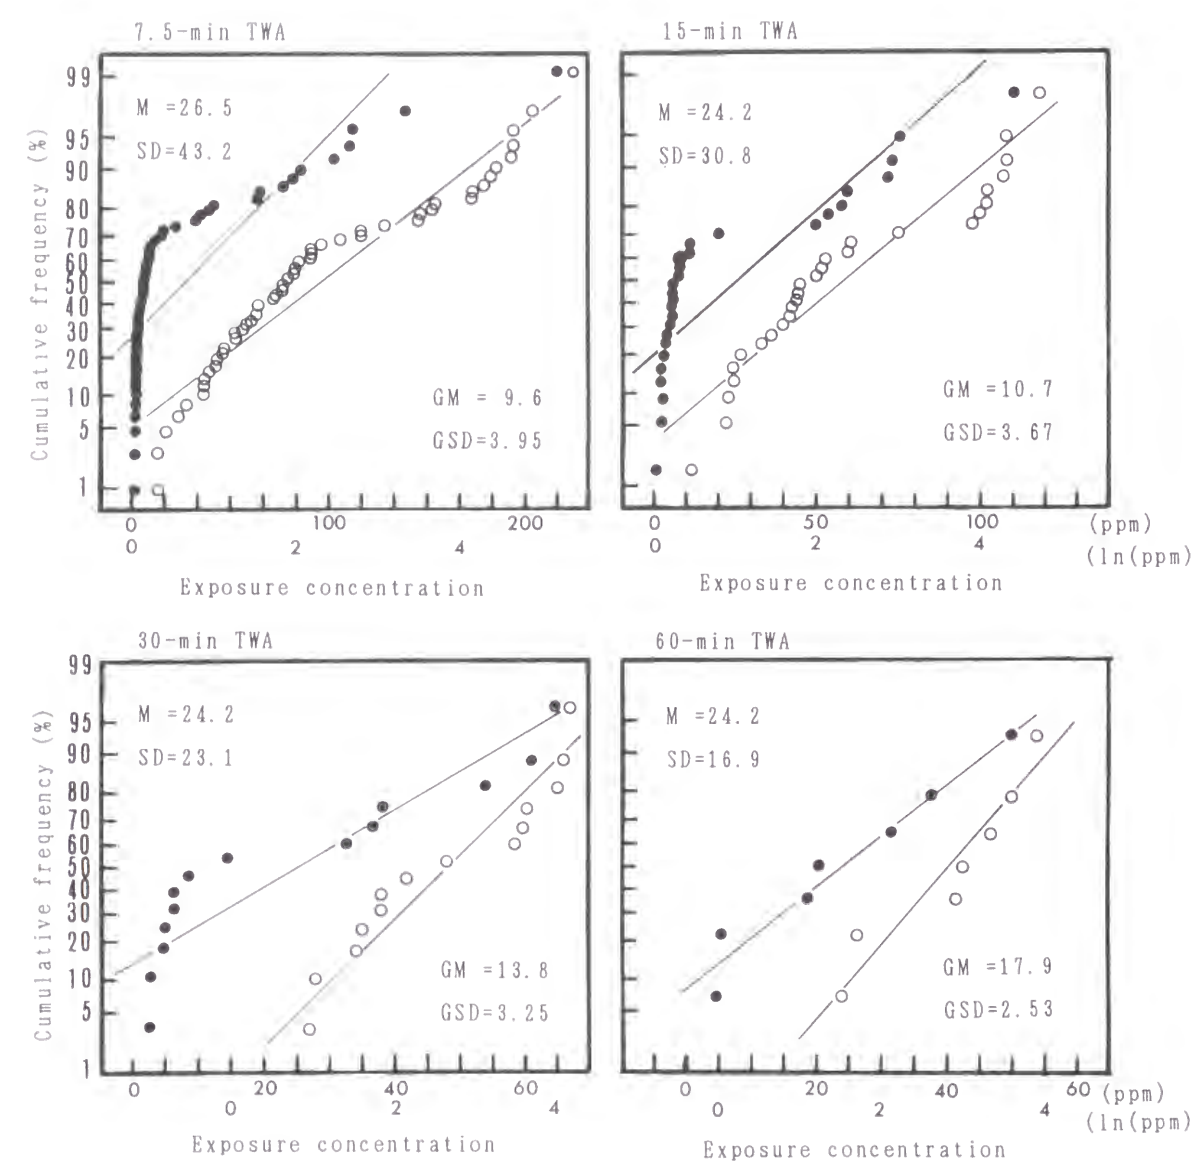 7.5-min TWA
15-min TWA
Cumulative frequency (%)
99
95
90
80
70
60
50
40
30
20
10
5
1
M =26.5
SD=43.2
GM = 9.6
GSD=3.95
M =24.2
SD=30.8
GM =10.7
GSD=3.67
0 100 200
0 2 4
0 50 100 (ppm)
0 2 4 (ln(ppm)
Exposure concentration
Exposure concentration
30-min TWA
60-min TWA
Cumulative frequency (%)
99
95
90
80
70
60
50
40
30
20
10
5
1
M =24.2
SD=23.1
GM =13.8
GSD=3.25
M =24.2
SD=16.9
GM =17.9
GSD=2.53
0 20 40 60
0 2 4
0 20 40 60 (ppm)
0 2 4 (ln(ppm)
Exposure concentration
Exposure concentration